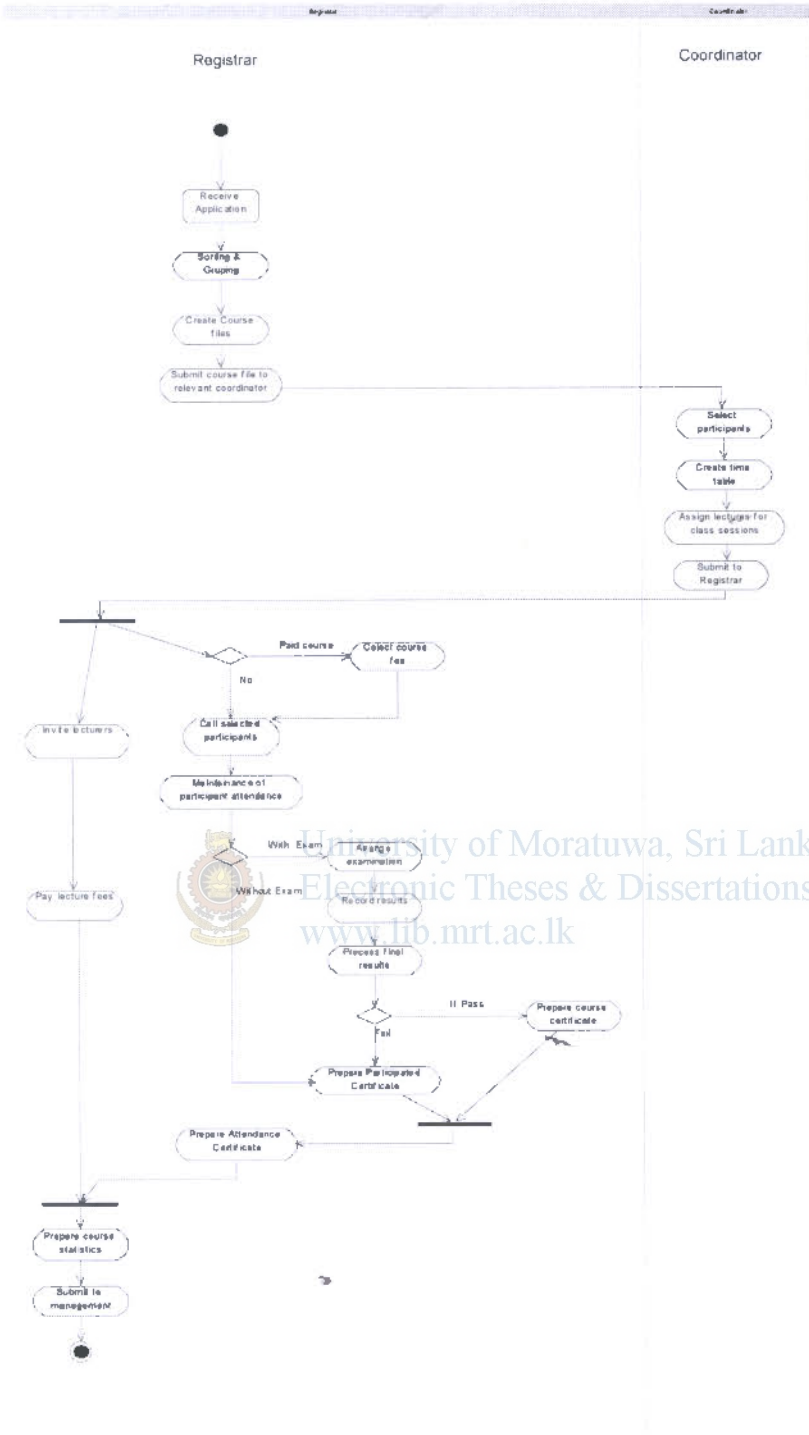 Registrar
Coordinator
Registrar
Coordinator
Receive
Application
Sorting &
Gruping
Create Course
files
Submit course file to
relevant coordinator
Select
participants
Create time
table
Assign lectures for
class sessions
Submit to
Registrar
Paid course
Colect course
fee
No
Call selected
participants
Invite lecturers
Maintainance of
participant attendance
With Exam
Arrange
examination
Without Exam
Record results
Pay lecture fees
Process final
results
If Pass
Prepare course
certificate
Fail
Prepare Participated
Certificate
Prepare Attendance
Certificate
Prepare course
statistics
Submit to
management
University of Moratuwa, Sri Lank
Electronic Theses & Dissertations
www.lib.mrt.ac.lk